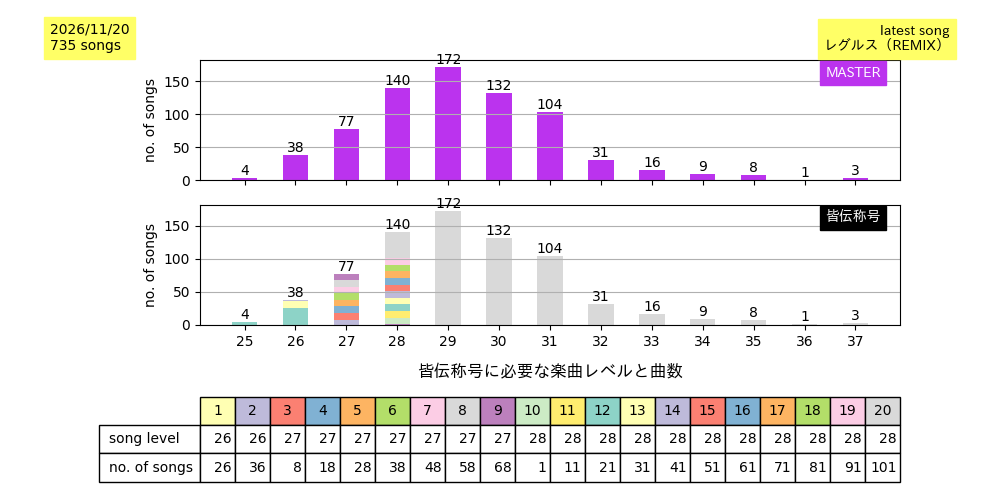 2026/11/20
735 songs
latest song
レグルス（REMIX）
MASTER
no. of songs
150
100
50
0
4 38 77 140 172 132 104 31 16 9 8 1 3
皆伝称号
no. of songs
150
100
50
0
4 38 77 140 172 132 104 31 16 9 8 1 3
25 26 27 28 29 30 31 32 33 34 35 36 37
皆伝称号に必要な楽曲レベルと曲数
1 2 3 4 5 6 7 8 9 10 11 12 13 14 15 16 17 18 19 20
song level 26 26 27 27 27 27 27 27 27 28 28 28 28 28 28 28 28 28 28 28
no. of songs 26 36 8 18 28 38 48 58 68 1 11 21 31 41 51 61 71 81 91 101